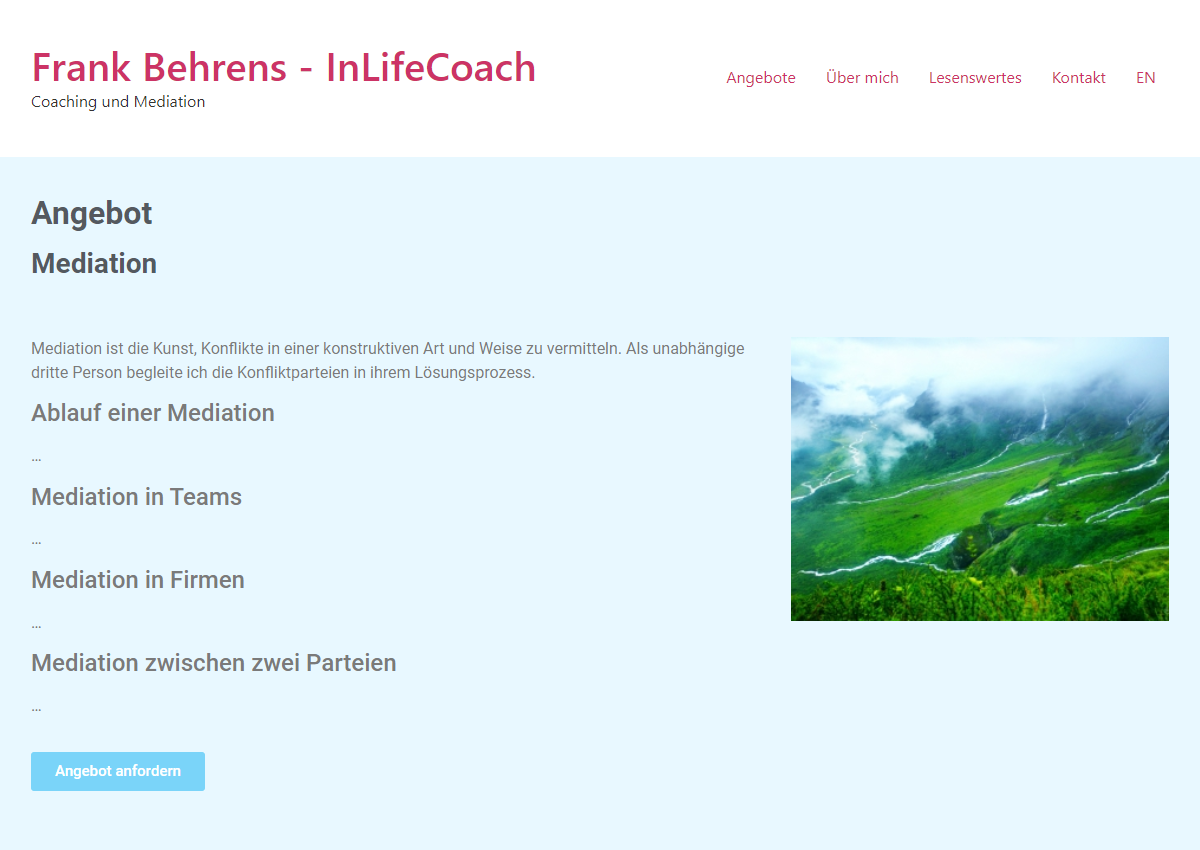 Frank Behrens - InLifeCoach
Coaching und Mediation
Angebote Über mich Lesenswertes Kontakt EN
Angebot
Mediation
Mediation ist die Kunst, Konflikte in einer konstruktiven Art und Weise zu vermitteln. Als unabhängige
dritte Person begleite ich die Konfliktparteien in ihrem Lösungsprozess.
Ablauf einer Mediation
…
Mediation in Teams
…
Mediation in Firmen
…
Mediation zwischen zwei Parteien
…
Angebot anfordern